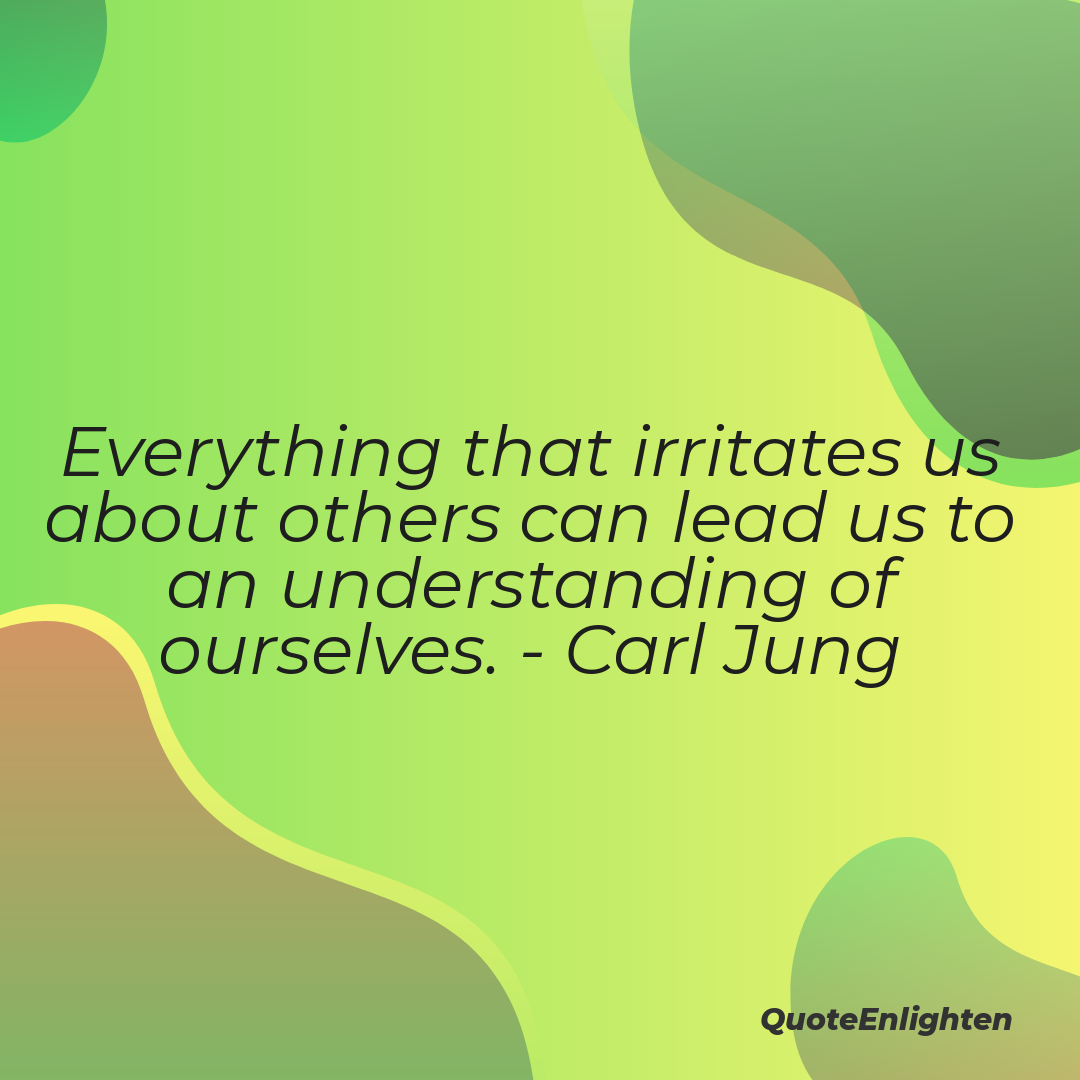 Everything that irritates us
about others can lead us to
an understanding of
ourselves. - Carl Jung
QuoteEnlighten